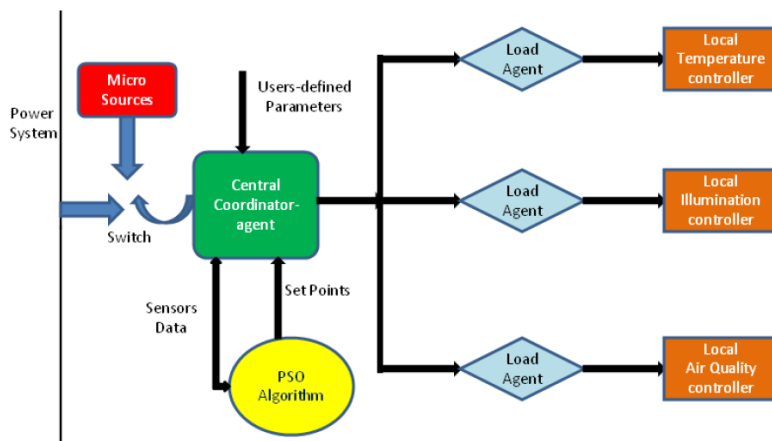 Power
System
Micro
Sources
Users-defined
Parameters
Switch
Central
Coordinator-
agent
Sensors
Data
Set Points
PSO
Algorithm
Load
Agent
Local
Temperature
controller
Load
Agent
Local
Illumination
controller
Load
Agent
Local
Air Quality
controller